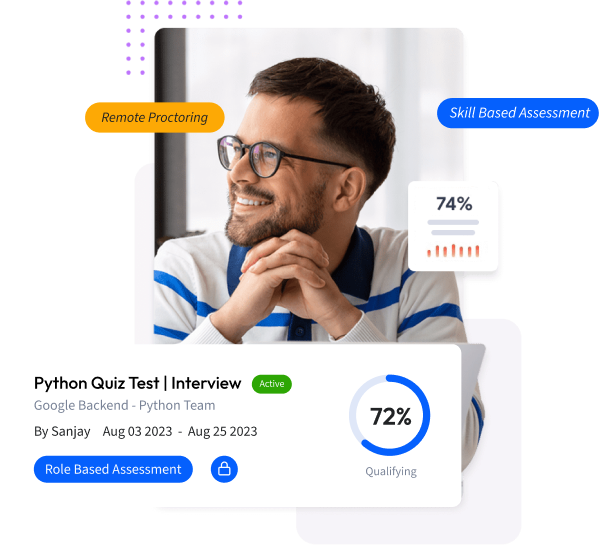 Remote Proctoring
Skill Based Assessment
74%
Python Quiz Test | Interview
Active
Google Backend - Python Team
By Sanjay Aug 03 2023 - Aug 25 2023
72%
Role Based Assessment
Qualifying